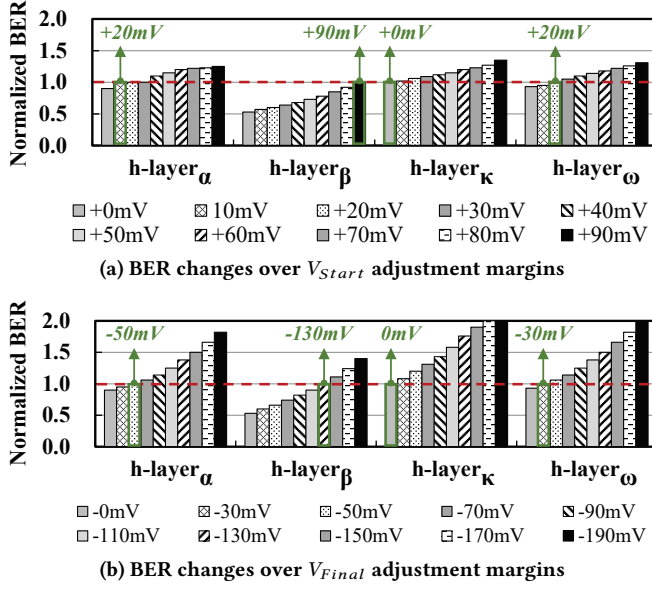 Normalized BER
2.0
1.5
1.0
0.5
0.0
+20mV
+90mV
+0mV
+20mV
h-layerα
h-layerβ
h-layerκ
h-layerω
+0mV
10mV
+20mV
+30mV
+40mV
+50mV
+60mV
+70mV
+80mV
+90mV
(a) BER changes over VStart adjustment margins
Normalized BER
2.0
1.5
1.0
0.5
0.0
-50mV
-130mV
0mV
-30mV
h-layerα
h-layerβ
h-layerκ
h-layerω
-0mV
-30mV
-50mV
-70mV
-90mV
-110mV
-130mV
-150mV
-170mV
-190mV
(b) BER changes over VFinal adjustment margins